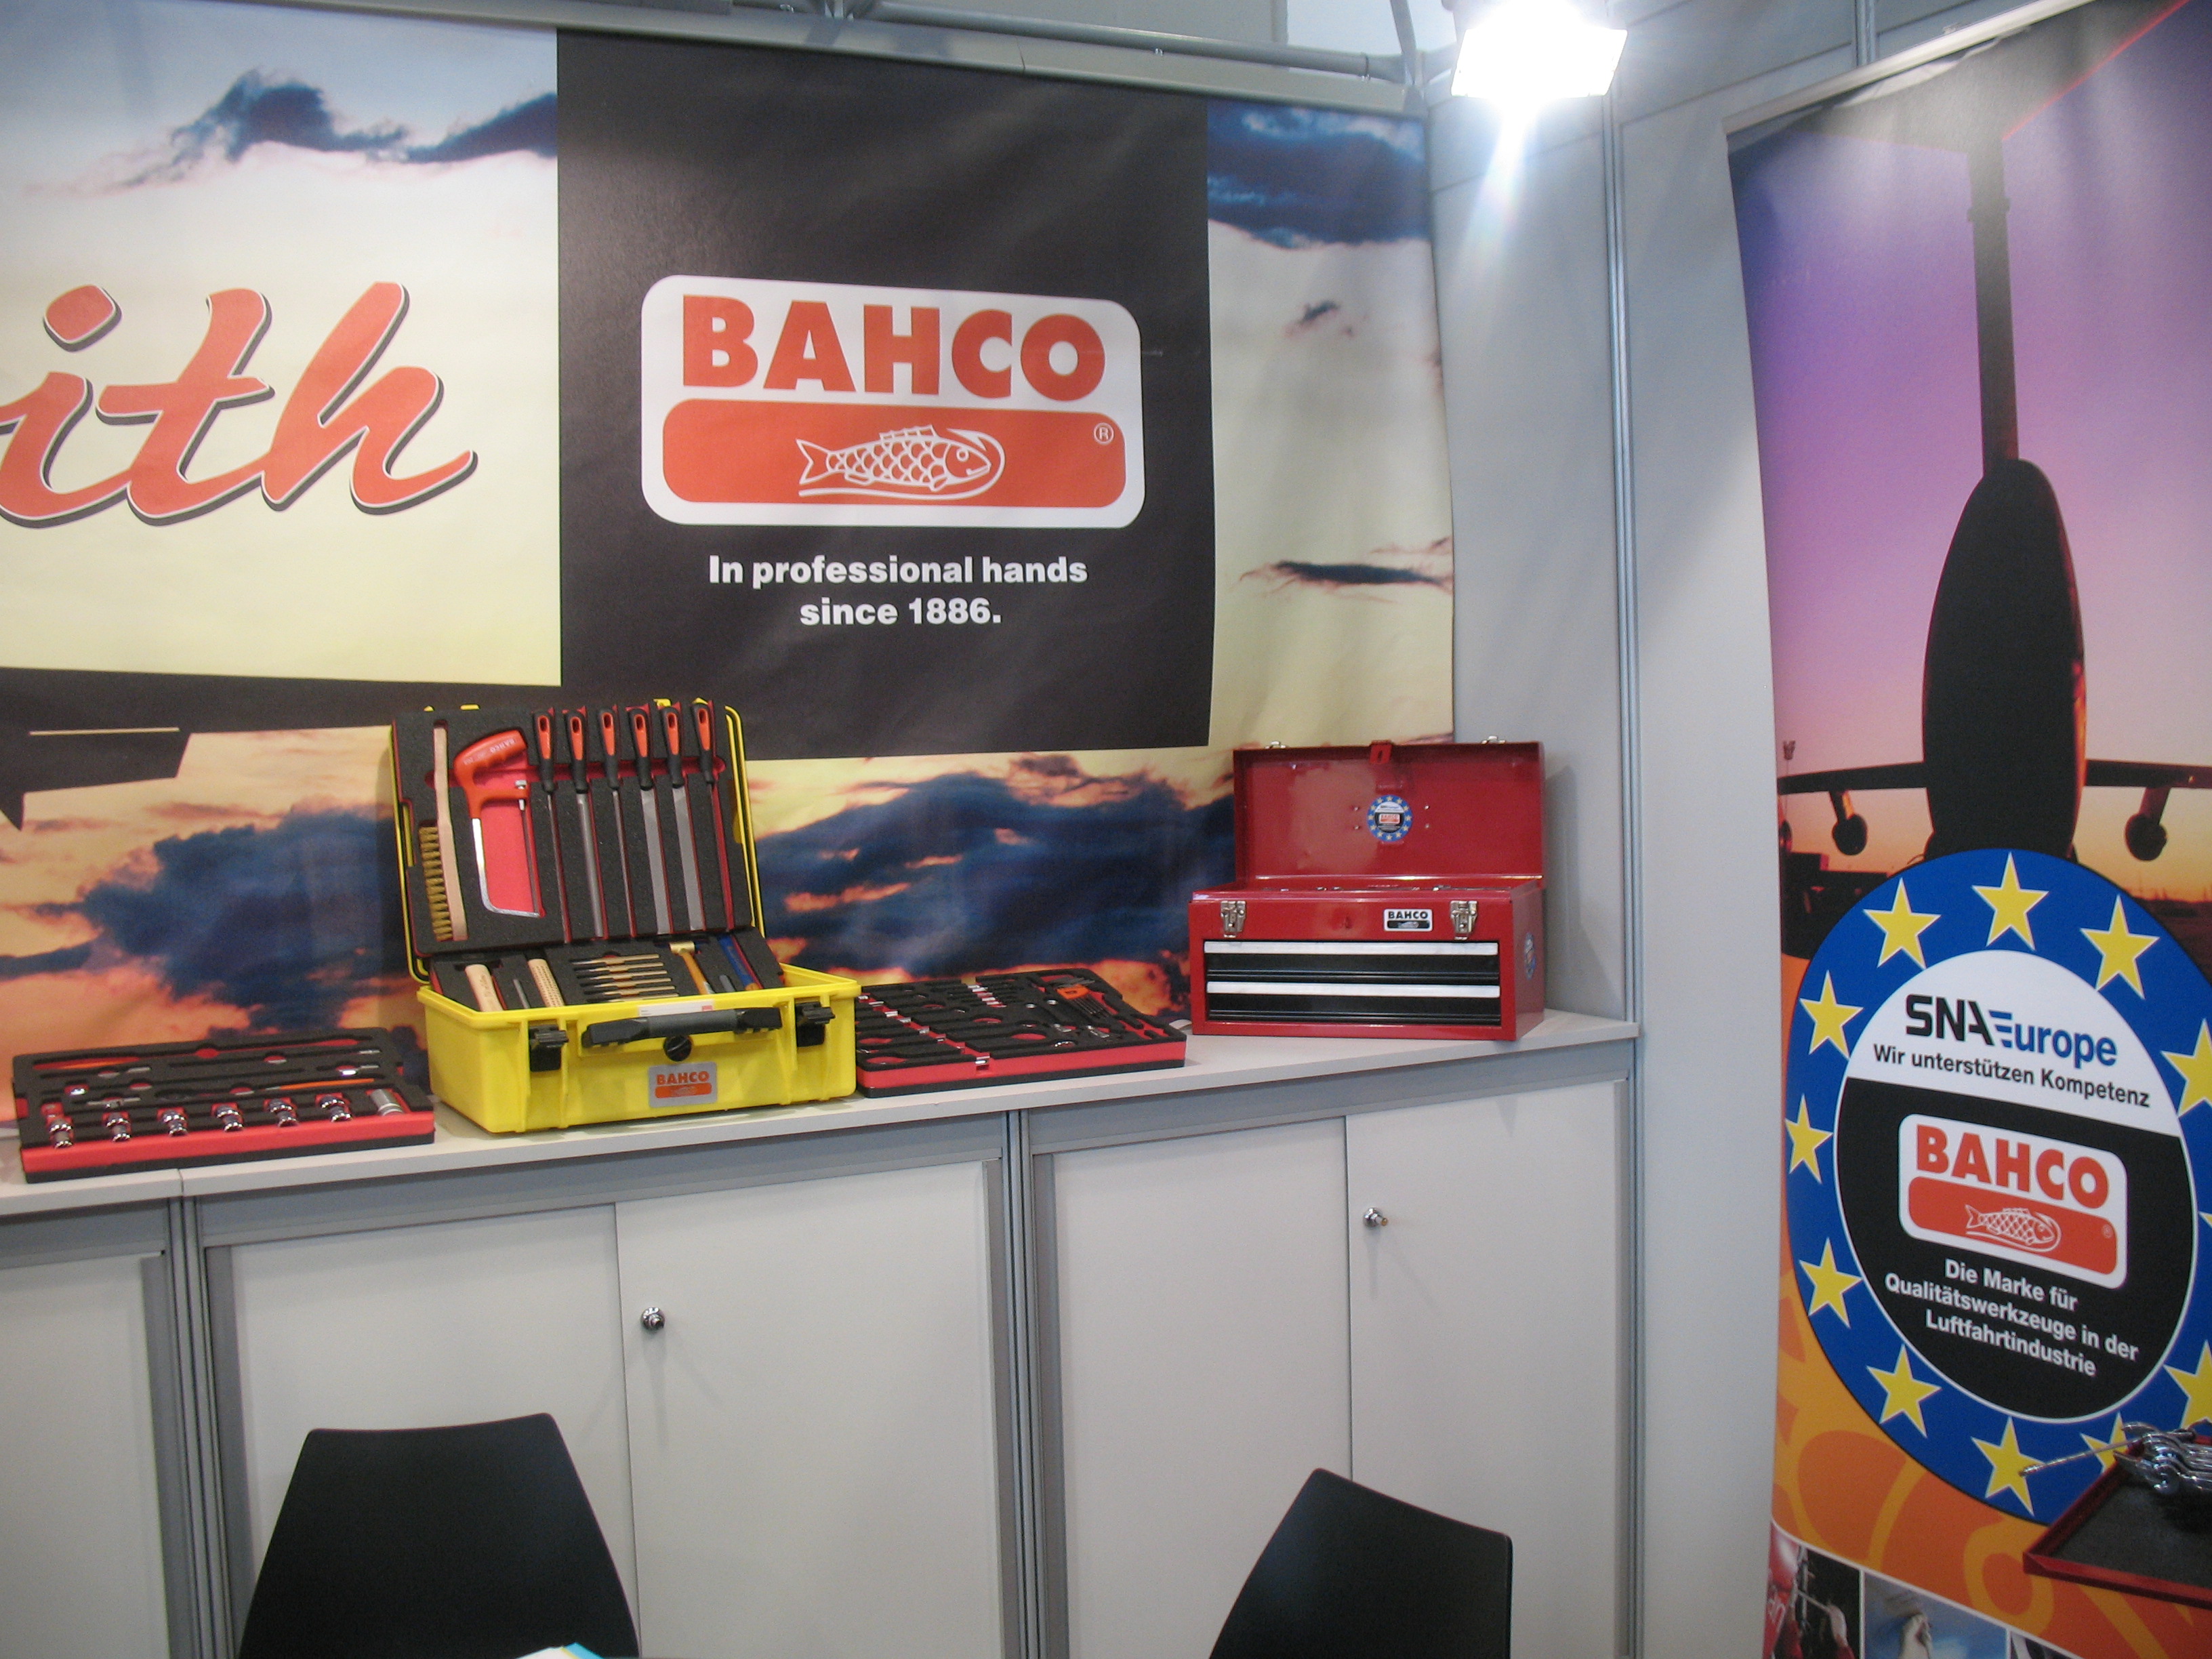 ith
BAHCO
®
In professional hands
since 1886.
BAHCO
BAHCO
BAHCO
SNA Europe
Wir unterstützen Kompetenz
BAHCO
®
Die Marke für
Qualitätswerkzeuge in der
Luftfahrtindustrie